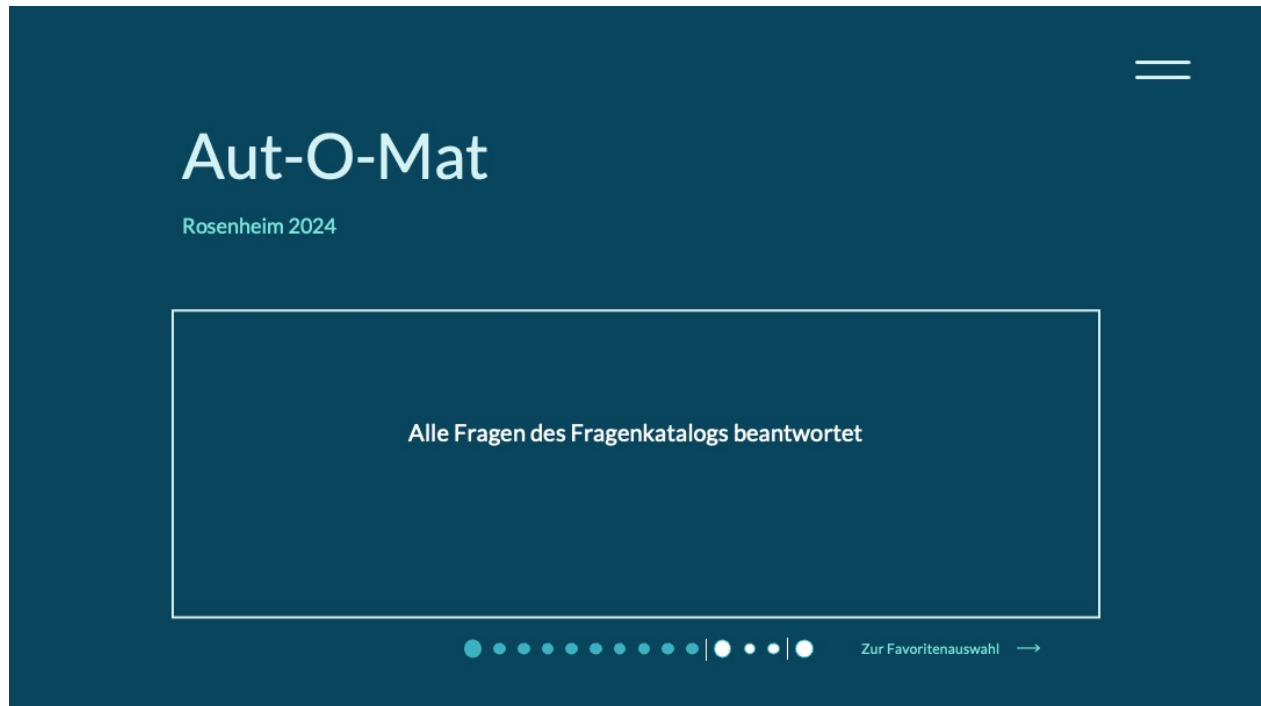 Aut-O-Mat
Rosenheim 2024
Alle Fragen des Fragenkatalogs beantwortet
Zur Favoritenauswahl →